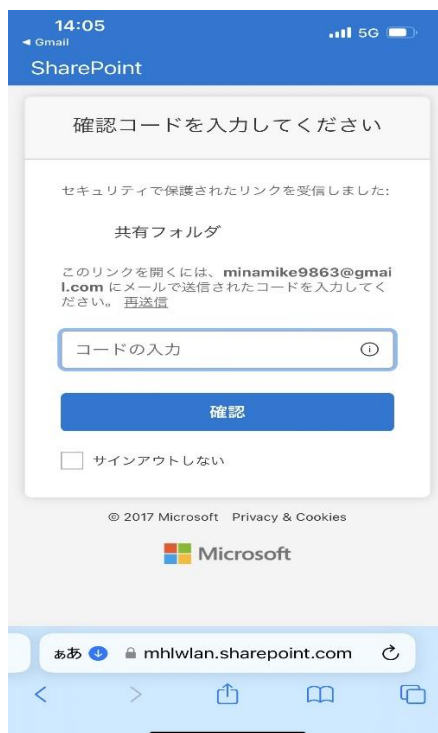 14:05
5G
◀ Gmail
SharePoint
確認コードを入力してください
セキュリティで保護されたリンクを受信しました:
共有フォルダ
このリンクを開くには、minamike9863@gmai
l.com にメールで送信されたコードを入力してく
ださい。 再送信
コードの入力
確認
サインアウトしない
© 2017 Microsoft Privacy & Cookies
Microsoft
ぁあ mhlwlan.sharepoint.com